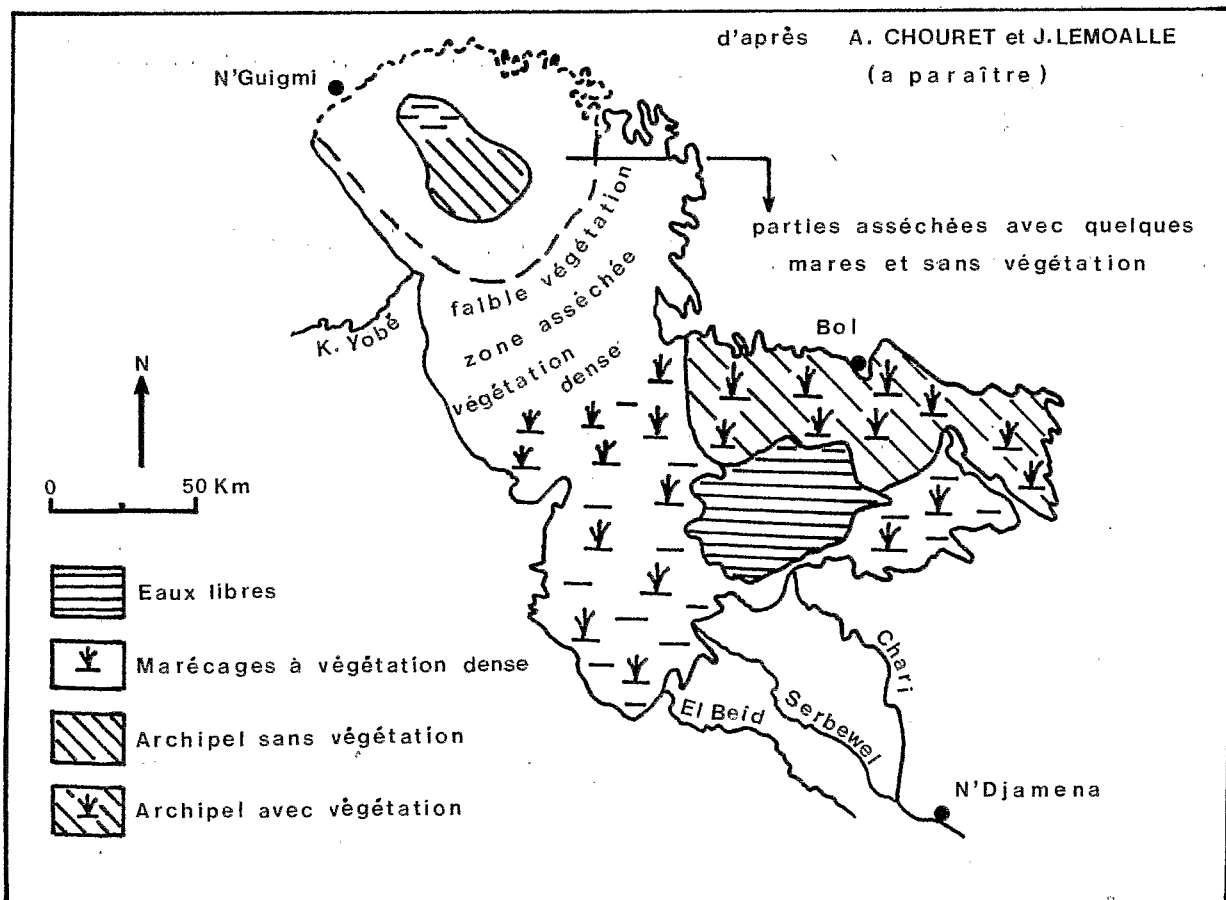 d'après A. CHOURET et J. LEMOALLE
(a paraître)
N'Guigmi
parties asséchées avec quelques
mares et sans végétation
faible végétation
zone asséchée
végétation dense
K. Yobé
Bol
N
0 50 Km
Eaux libres
Marécages à végétation dense
Archipel sans végétation
Archipel avec végétation
Chari
Serbewel
El Beid
N'Djamena